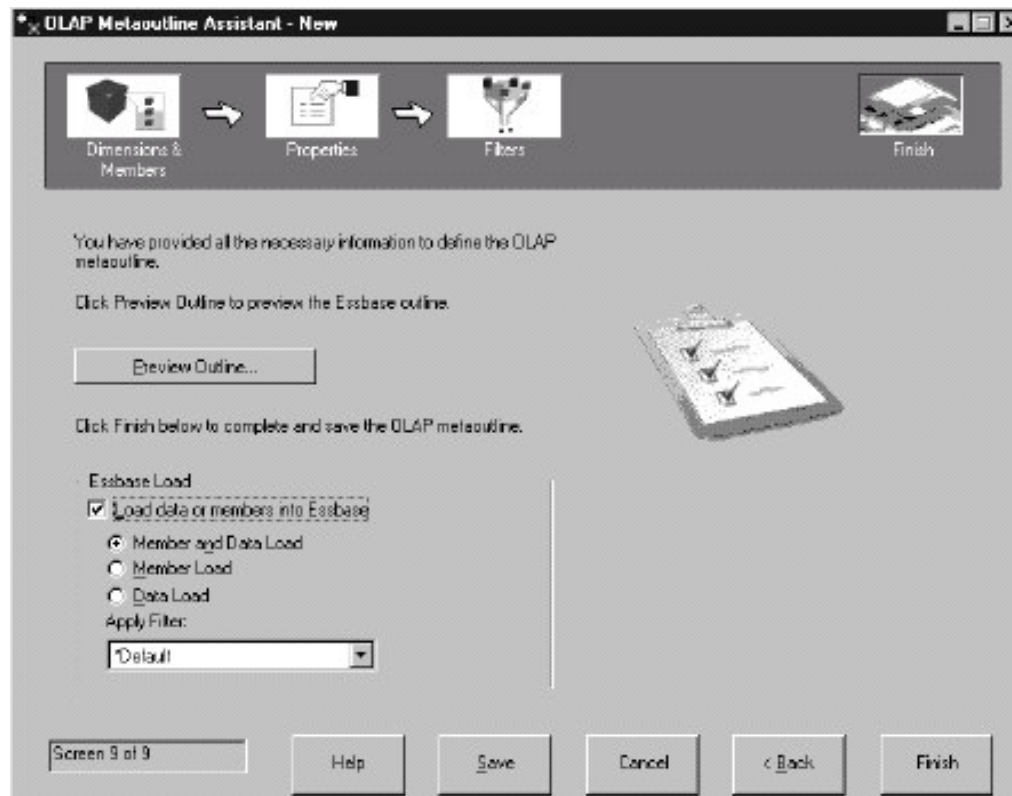 OLAP Metaoutline Assistant - New
Dimensions &
Members
Properties
Filters
Finish
You have provided all the necessary information to define the OLAP
metaoutline.
Click Preview Outline to preview the Essbase outline.
Preview Outline...
Click Finish below to complete and save the OLAP metaoutline.
Essbase Load
Load data or members into Essbase
Member and Data Load
Member Load
Data Load
Apply Filter:
*Default
Screen 9 of 9
Help
Save
Cancel
< Back
Finish